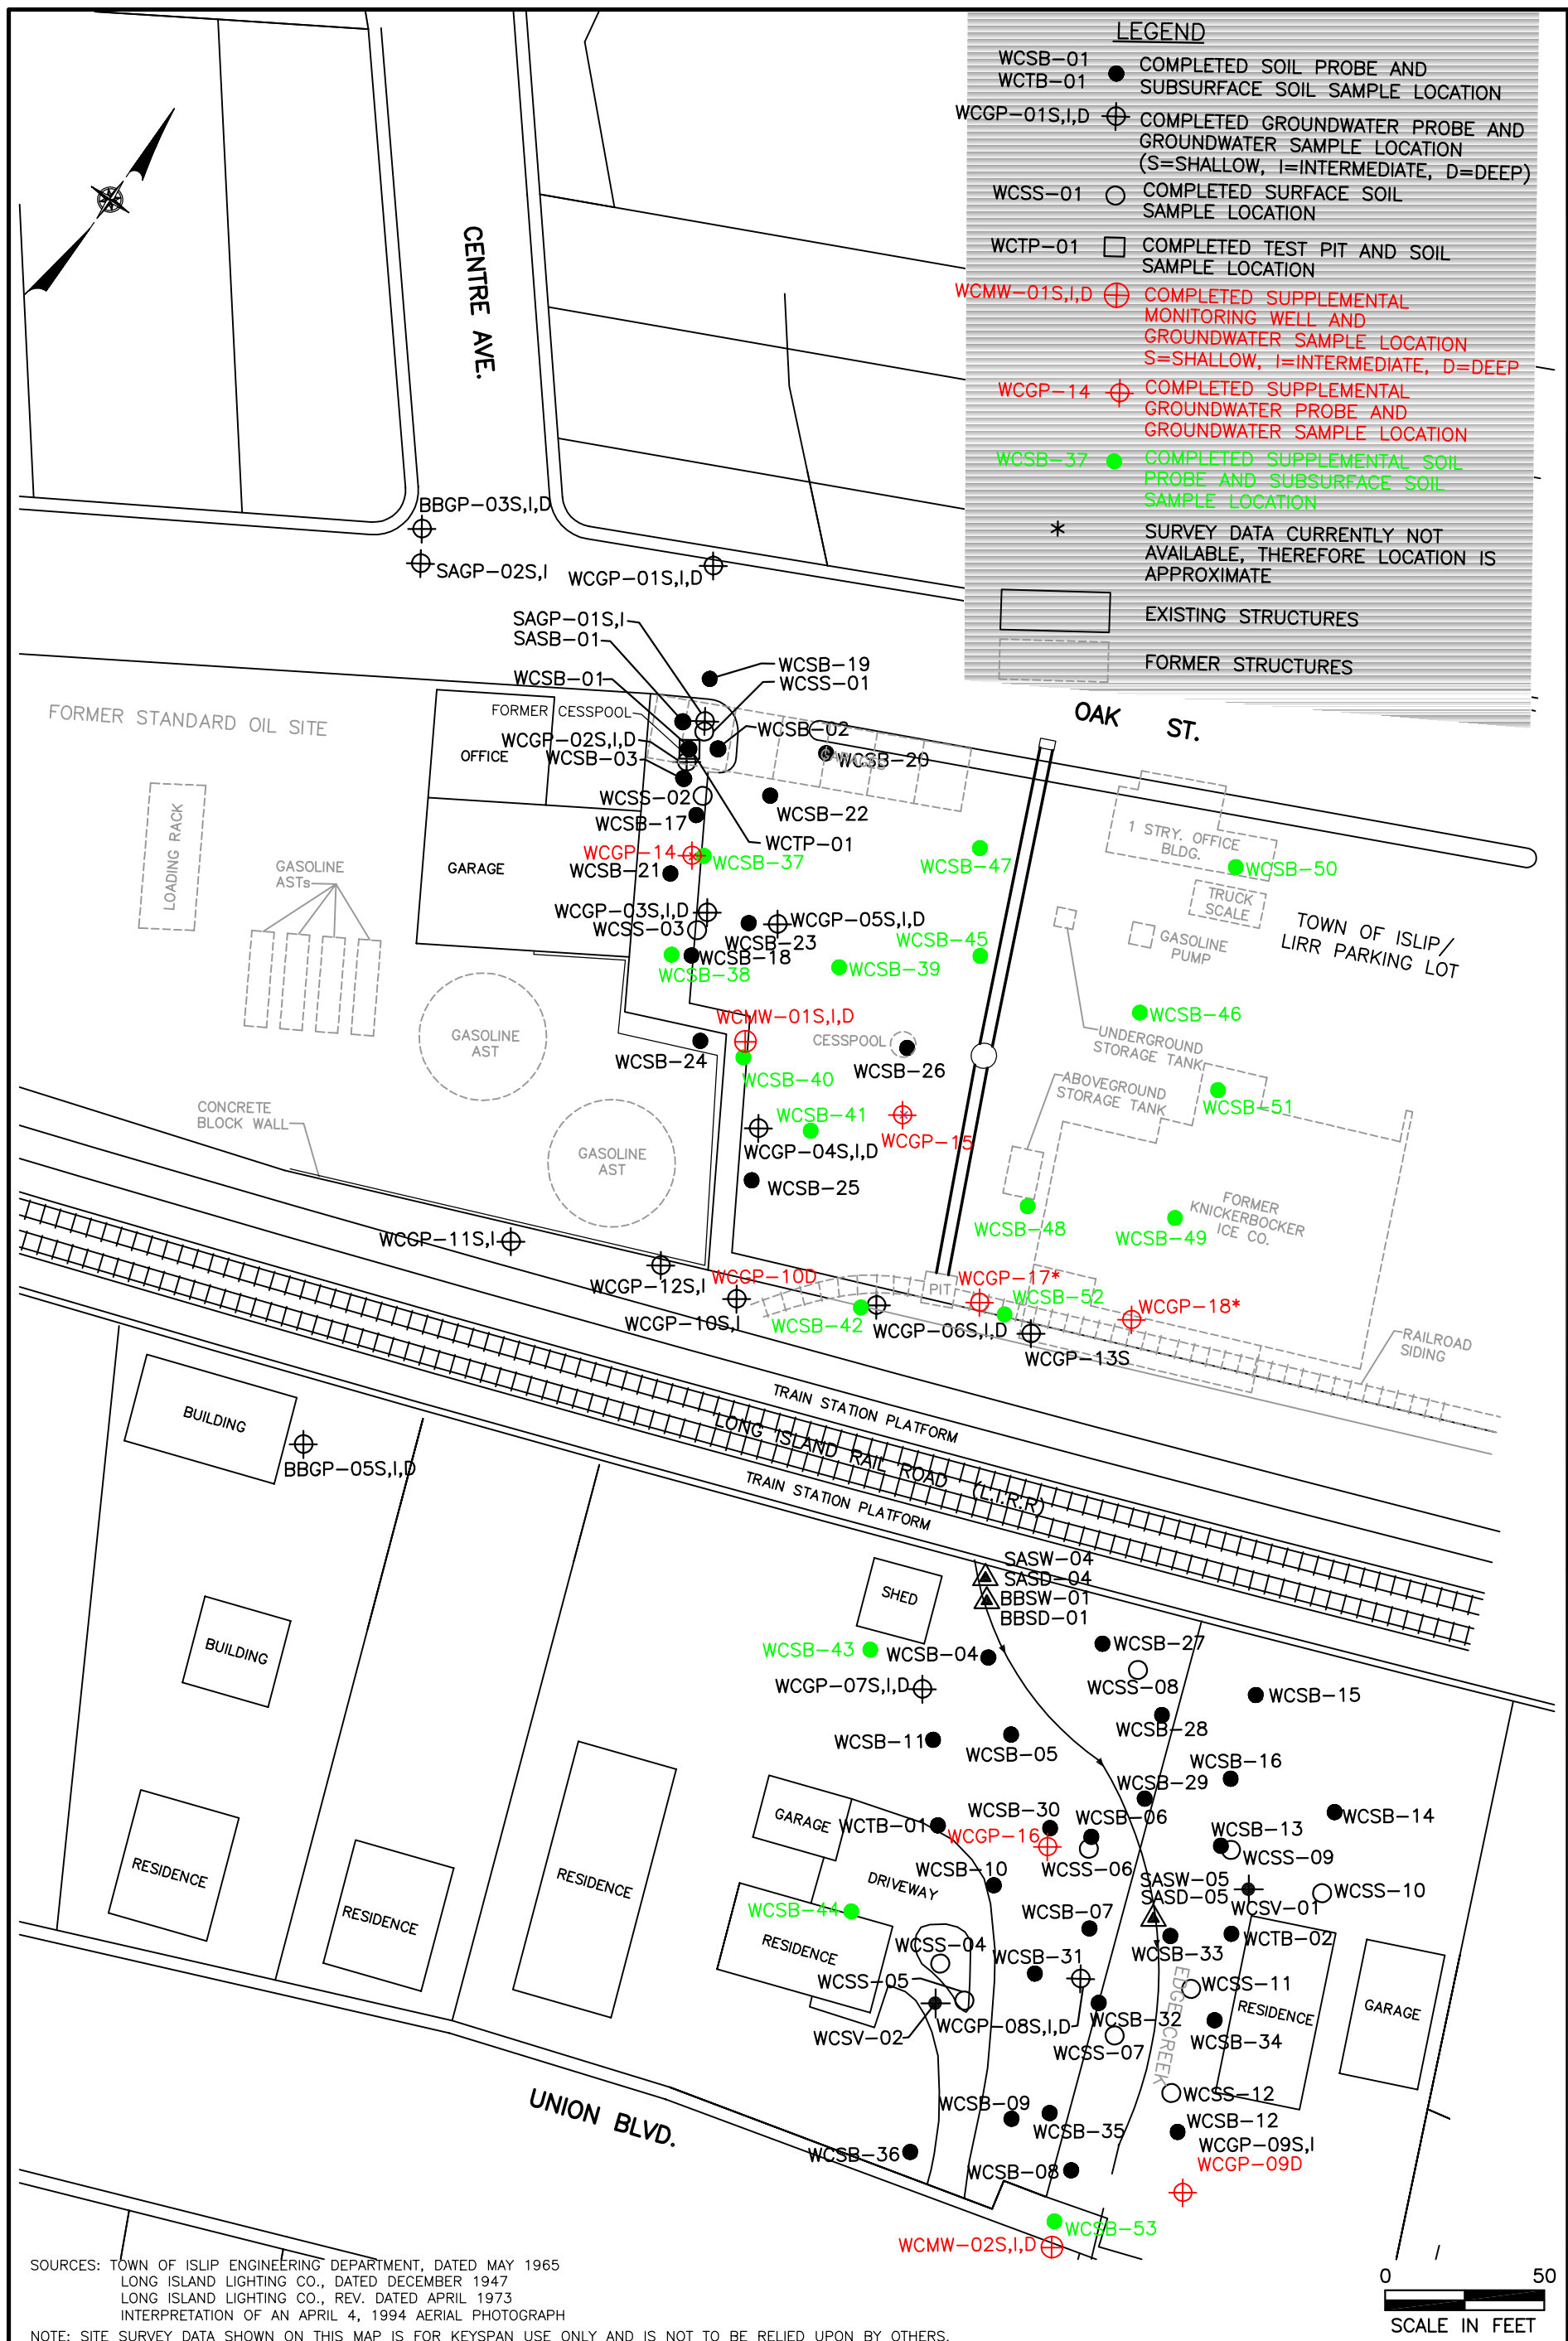 LEGEND
WCSB-01
WCTB-01
COMPLETED SOIL PROBE AND
SUBSURFACE SOIL SAMPLE LOCATION
WCGP-01S,I,D
COMPLETED GROUNDWATER PROBE AND
GROUNDWATER SAMPLE LOCATION
(S=SHALLOW, I=INTERMEDIATE, D=DEEP)
WCSS-01
COMPLETED SURFACE SOIL
SAMPLE LOCATION
WCTP-01
COMPLETED TEST PIT AND SOIL
SAMPLE LOCATION
WCMW-01S,I,D
COMPLETED SUPPLEMENTAL
MONITORING WELL AND
GROUNDWATER SAMPLE LOCATION
S=SHALLOW, I=INTERMEDIATE, D=DEEP
WCGP-14
COMPLETED SUPPLEMENTAL
GROUNDWATER PROBE AND
GROUNDWATER SAMPLE LOCATION
WCSB-37
COMPLETED SUPPLEMENTAL SOIL
PROBE AND SUBSURFACE SOIL
SAMPLE LOCATION
*
SURVEY DATA CURRENTLY NOT
AVAILABLE, THEREFORE LOCATION IS
APPROXIMATE
EXISTING STRUCTURES
FORMER STRUCTURES
CENTRE AVE.
BBGP-03S,I,D
SAGP-02S,I
WCGP-01S,I,D
SAGP-01S,I
SASB-01
WCSB-19
WCSB-01
WCSS-01
FORMER CESSPOOL
OAK ST.
FORMER STANDARD OIL SITE
WCSB-02
WCGP-02S,I,D
OFFICE
WCSB-03
GARAGES
WCSB-20
WCSS-02
WCSB-22
WCSB-17
WCTP-01
1 STRY. OFFICE
BLDG.
LOADING RACK
GASOLINE
ASTs
GARAGE
WCGP-14
WCSB-37
WCSB-47
WCSB-50
WCSB-21
TRUCK
SCALE
WCGP-03S,I,D
WCGP-05S,I,D
WCSS-03
WCSB-23
WCSB-45
GASOLINE
PUMP
TOWN OF ISLIP/
LIRR PARKING LOT
WCSB-18
WCSB-38
WCSB-39
WCMW-01S,I,D
WCSB-46
GASOLINE
AST
CESSPOOL
UNDERGROUND
STORAGE TANK
WCSB-24
WCSB-26
WCSB-40
ABOVEGROUND
STORAGE TANK
WCSB-51
CONCRETE
BLOCK WALL
WCSB-41
WCGP-15
WCGP-04S,I,D
GASOLINE
AST
WCSB-25
FORMER
KNICKERBOCKER
ICE CO.
WCSB-48
WCSB-49
WCGP-11S,I
WCGP-12S,I
WCGP-10D
PIT
WCGP-17*
WCSB-52
WCGP-18*
WCGP-10S,I
WCSB-42
WCGP-06S,I,D
WCGP-13S
RAILROAD
SIDING
TRAIN STATION PLATFORM
LONG ISLAND RAIL ROAD (L.I.R.R)
TRAIN STATION PLATFORM
BUILDING
BBGP-05S,I,D
SASW-04
SASD-04
BBSW-01
BBSD-01
SHED
BUILDING
WCSB-43
WCSB-04
WCSB-27
WCGP-07S,I,D
WCSS-08
WCSB-15
WCSB-28
WCSB-11
WCSB-05
WCSB-16
WCSB-29
GARAGE
WCTB-01
WCSB-30
WCSB-06
WCSB-14
WCGP-16
WCSB-13
WCSS-09
WCSS-06
RESIDENCE
RESIDENCE
RESIDENCE
DRIVEWAY
WCSB-10
SASW-05
SASD-05
WCSS-10
WCSV-01
WCSB-44
WCSB-07
RESIDENCE
WCSS-04
WCSB-33
WCTB-02
WCSB-31
WCSS-05
WCSS-11
WCSV-02
WCGP-08S,I,D
WCSB-32
EDGE CREEK
RESIDENCE
GARAGE
WCSS-07
WCSB-34
WCSS-12
UNION BLVD.
WCSB-09
WCSB-35
WCSB-12
WCGP-09S,I
WCGP-09D
WCSB-36
WCSB-08
WCSB-53
WCMW-02S,I,D
SOURCES: TOWN OF ISLIP ENGINEERING DEPARTMENT, DATED MAY 1965
LONG ISLAND LIGHTING CO., DATED DECEMBER 1947
LONG ISLAND LIGHTING CO., REV. DATED APRIL 1973
INTERPRETATION OF AN APRIL 4, 1994 AERIAL PHOTOGRAPH
NOTE: SITE SURVEY DATA SHOWN ON THIS MAP IS FOR KEYSPAN USE ONLY AND IS NOT TO BE RELIED UPON BY OTHERS.
0 50
SCALE IN FEET